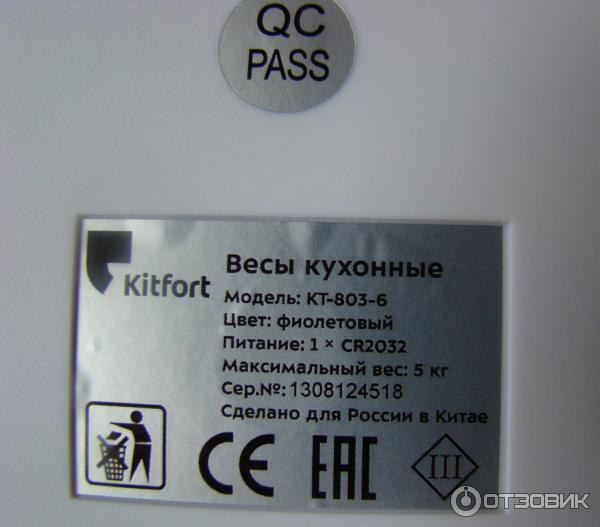 QC
PASS
Kitfort
Весы кухонные
Модель: КТ-803-6
Цвет: фиолетовый
Питание: 1 × CR2032
Максимальный вес: 5 кг
Сер.№: 1308124518
Сделано для России в Китае
CE EAC III
ОТЗОВИК